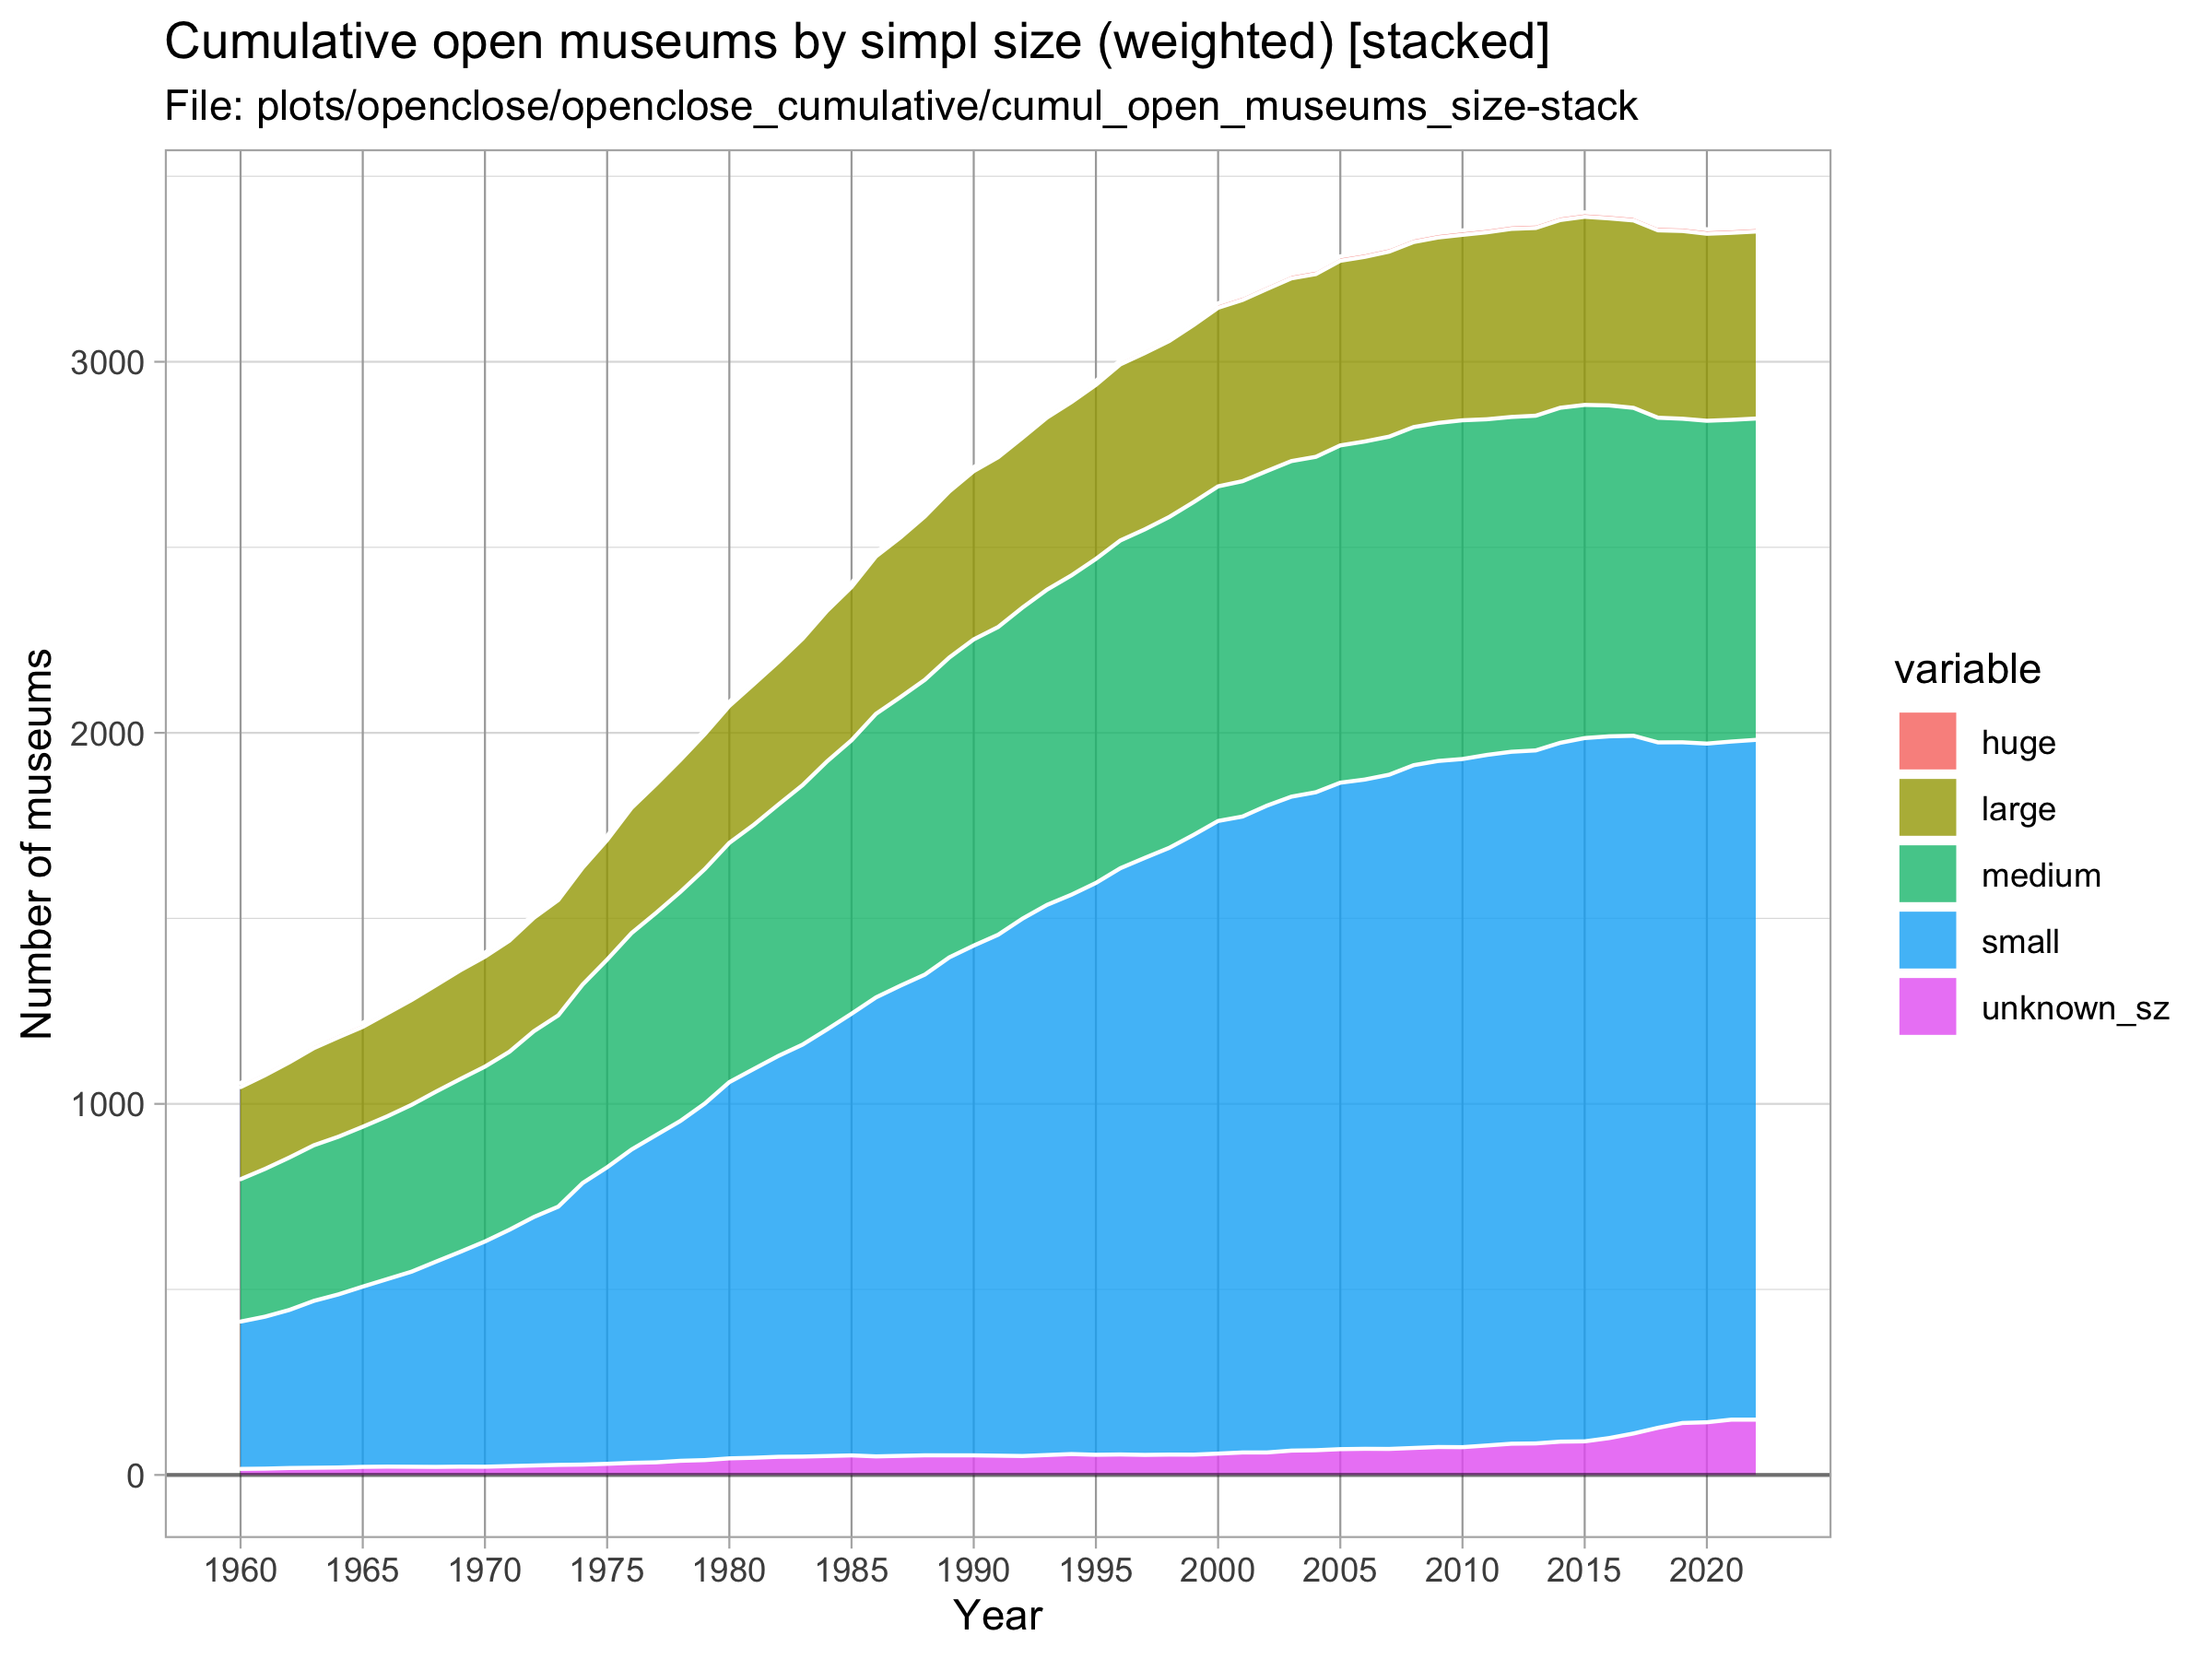 Cumulative open museums by simpl size (weighted) [stacked]
File: plots/openclose/openclose_cumulative/cumul_open_museums_size-stack
Number of museums
3000
2000
1000
0
1960 1965 1970 1975 1980 1985 1990 1995 2000 2005 2010 2015 2020
Year
variable
huge
large
medium
small
unknown_sz